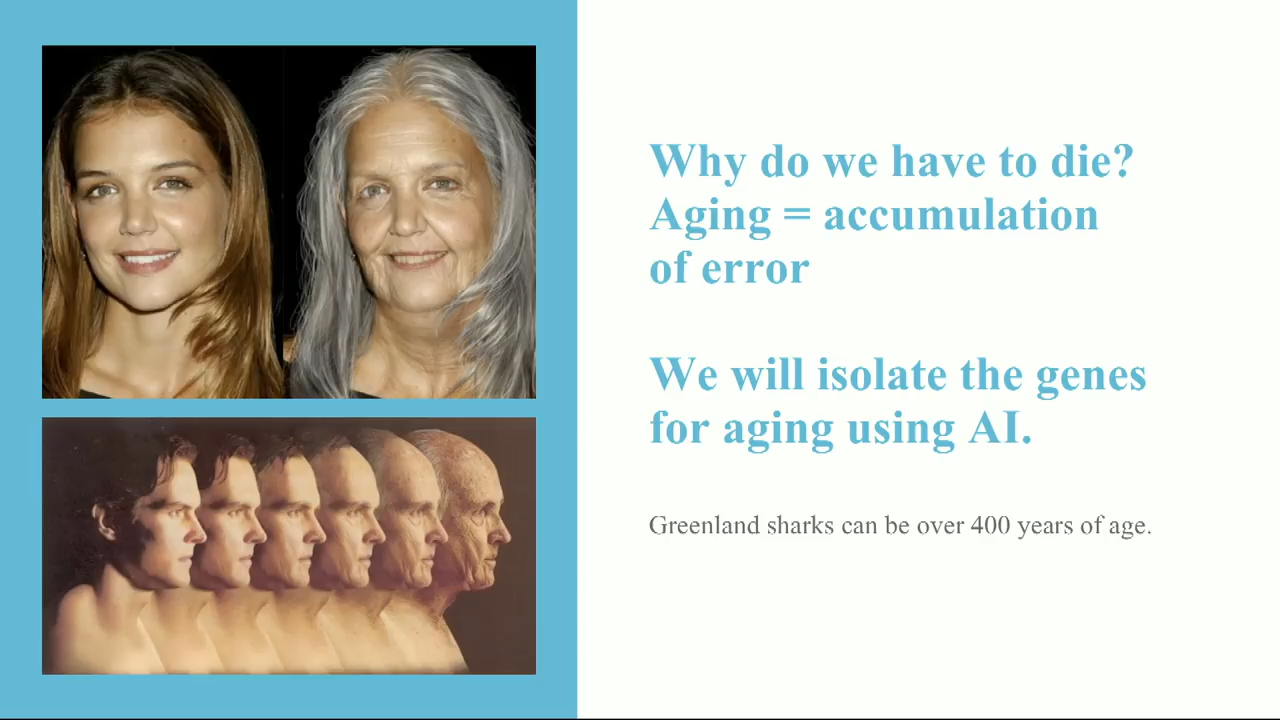 Why do we have to die?
Aging = accumulation
of error
We will isolate the genes
for aging using AI.
Greenland sharks can be over 400 years of age.